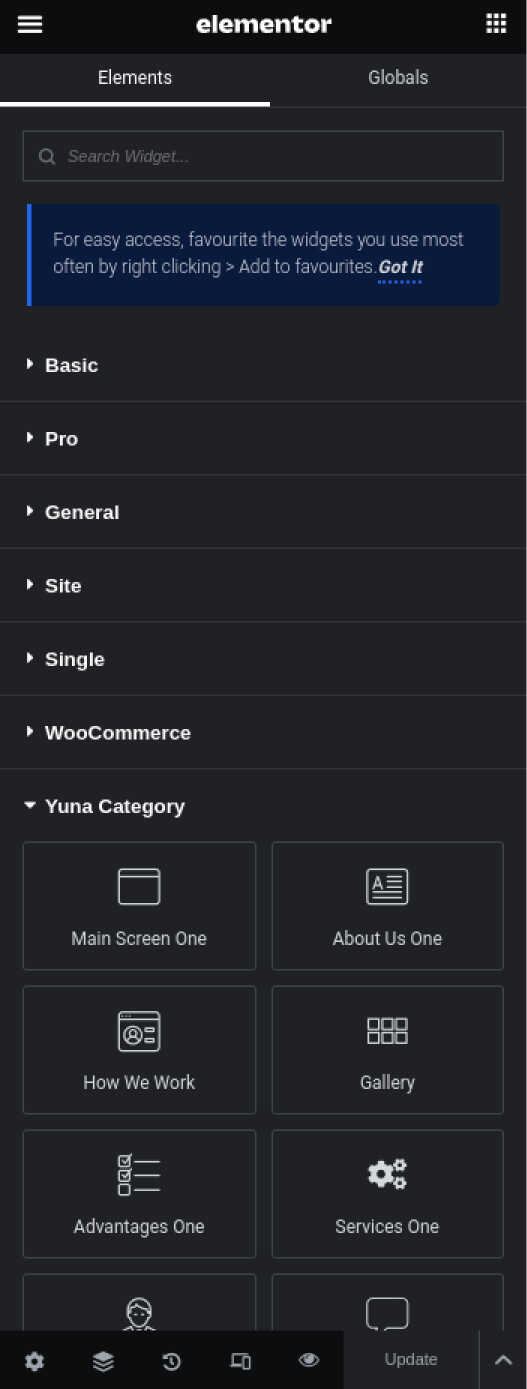 elementor
Elements
Globals
Search Widget...
For easy access, favourite the widgets you use most
often by right clicking > Add to favourites.Got It
Basic
Pro
General
Site
Single
WooCommerce
Yuna Category
Main Screen One
About Us One
How We Work
Gallery
Advantages One
Services One
Update